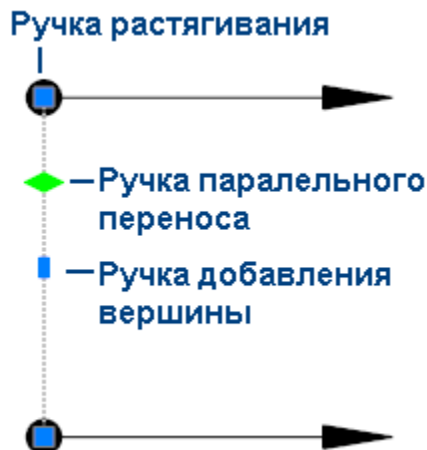 Ручка растягивания
Ручка паралельного
переноса
Ручка добавления
вершины